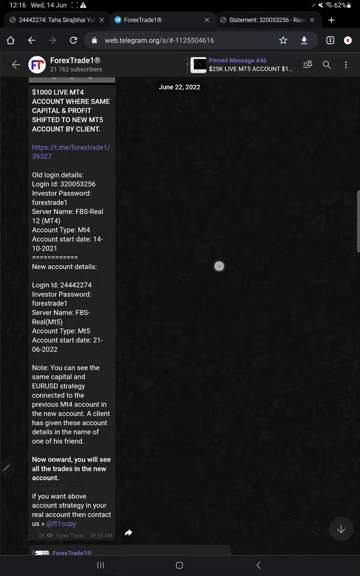 12:16 Wed, 14 Jun
62%
24442274: Taha Sirajbhai Yu
Telegram
Statement: 320053256 - Rav
web.telegram.org/a/#-1125504616
ForexTrade1®
21 762 subscribers
Pinned Message #46
$25K LIVE MT5 ACCOUNT $1...
June 22, 2022
$1000 LIVE MT4
ACCOUNT WHERE SAME
CAPITAL & PROFIT
SHIFTED TO NEW MT5
ACCOUNT BY CLIENT.
https://t.me/forextrade1/
39327
Old login details:
Login Id: 320053256
Investor Password:
forextrade1
Server Name: FBS-Real
12 (MT4)
Account Type: Mt4
Account start date: 14-
10-2021
============
New account details:
Login Id: 24442274
Investor Password:
forextrade1
Server Name: FBS-
Real(Mt5)
Account Type: Mt5
Account start date: 21-
06-2022
Note: You can see the
same capital and
EURUSD strategy
connected to the
previous Mt4 account in
the new account. A client
has given these account
details in the name of
one of his friend.
Now onward, you will see
all the trades in the new
account.
if you want above
account strategy in your
real account then contact
us » @ft1copy
ForexTrade1®